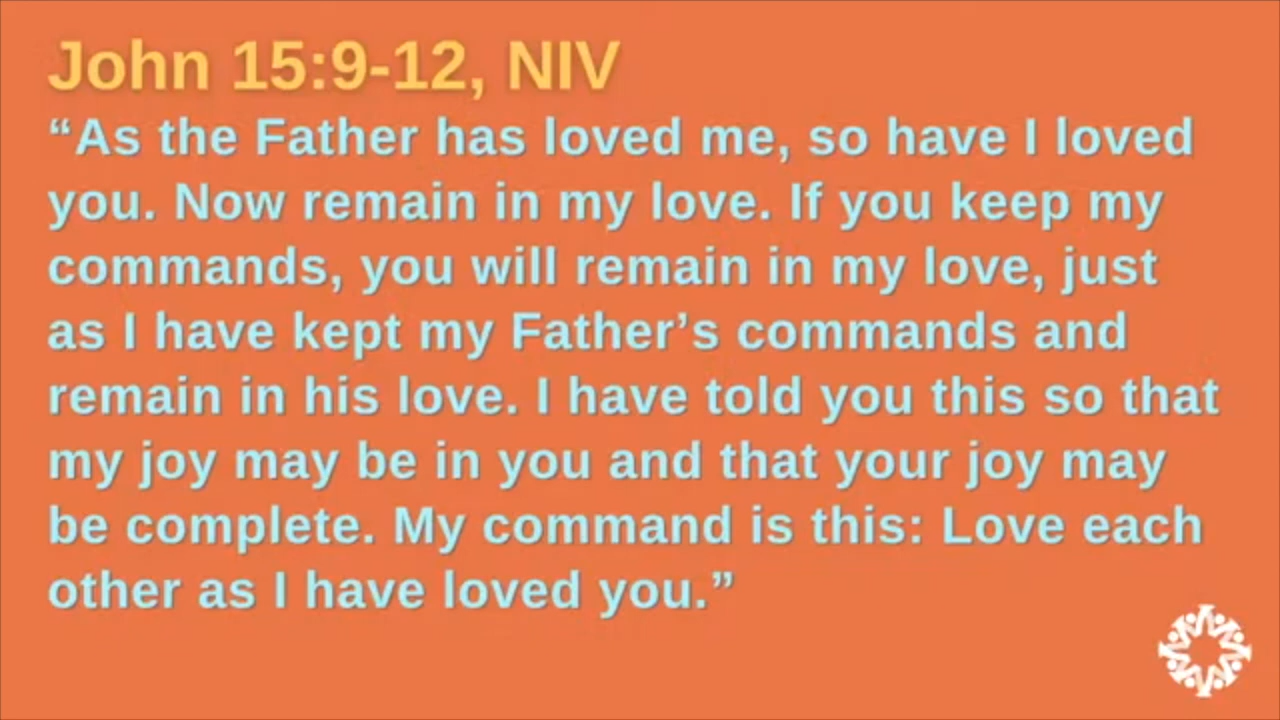 John 15:9-12, NIV
“As the Father has loved me, so have I loved
you. Now remain in my love. If you keep my
commands, you will remain in my love, just
as I have kept my Father’s commands and
remain in his love. I have told you this so that
my joy may be in you and that your joy may
be complete. My command is this: Love each
other as I have loved you.”